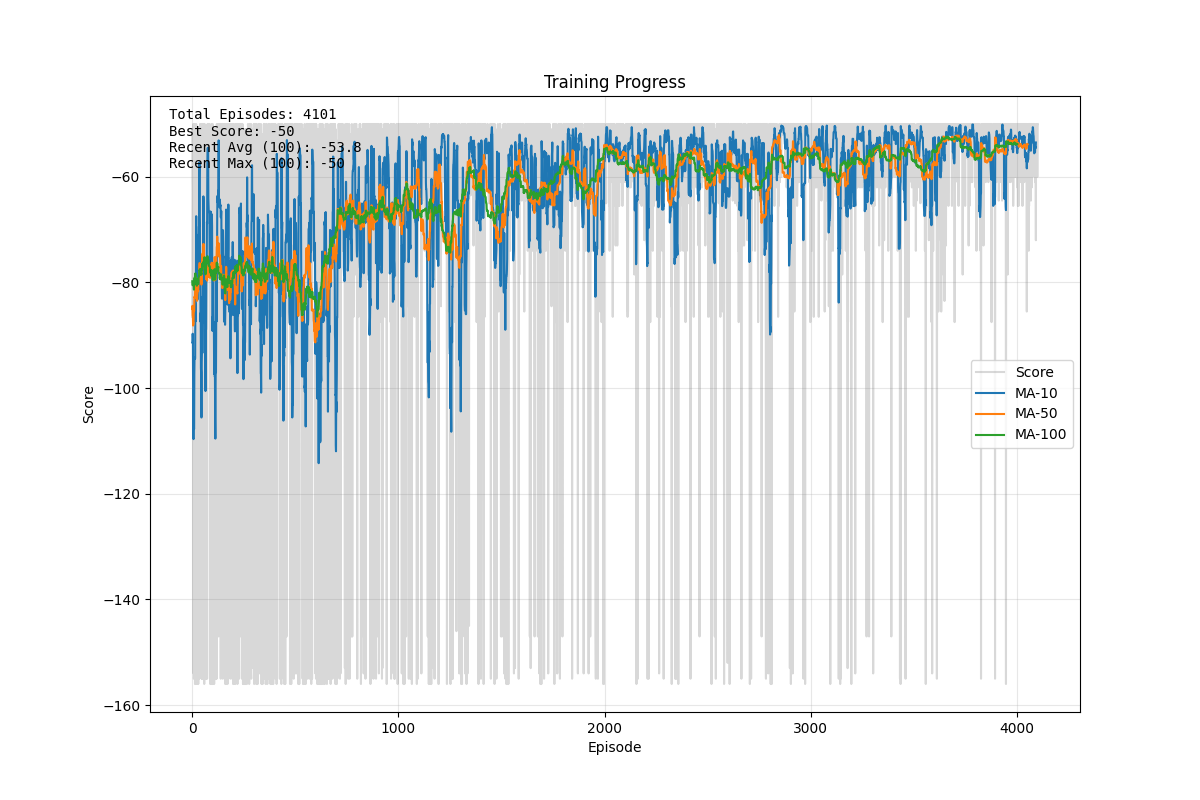 Training Progress
Total Episodes: 4101
Best Score: -50
Recent Avg (100): -53.8
Recent Max (100): -50
−60
−80
−100
−120
−140
−160
Score
Score
MA-10
MA-50
MA-100
0
1000
2000
3000
4000
Episode